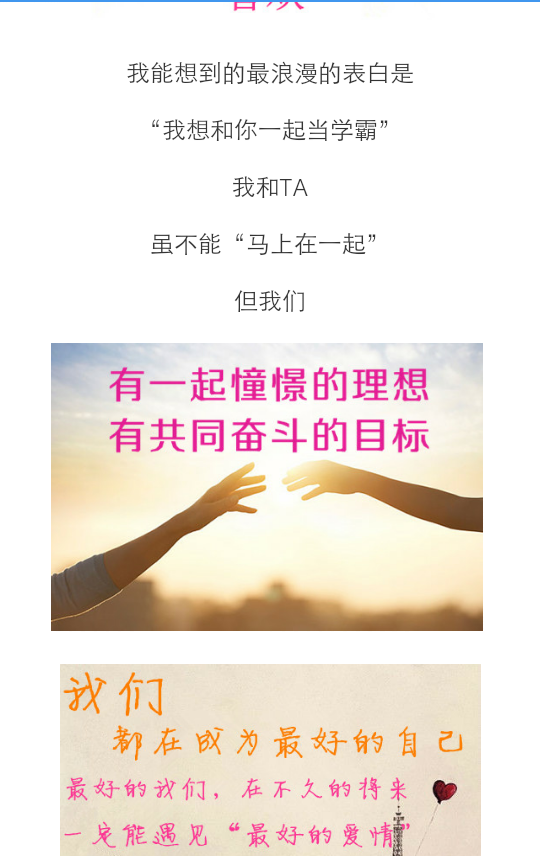 喜欢
我能想到的最浪漫的表白是
“我想和你一起当学霸”
我和TA
虽不能“马上在一起”
但我们
有一起憧憬的理想
有共同奋斗的目标
我们
都在成为最好的自己
最好的我们，在不久的将来
一定能遇见“最好的爱情”